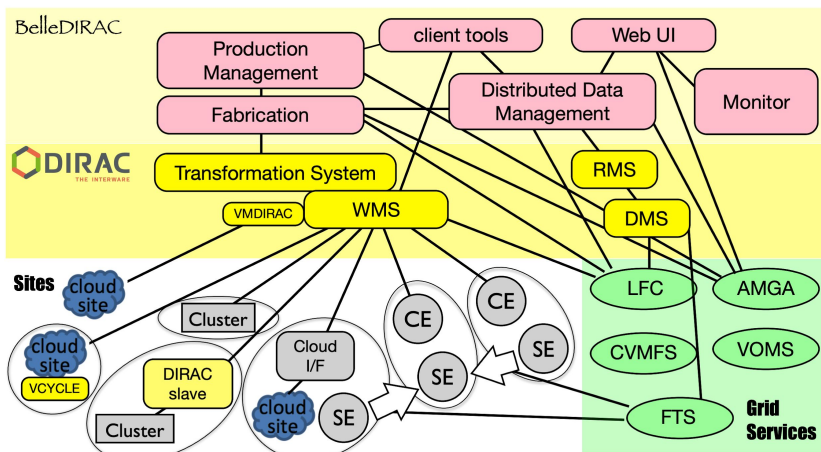 BelleDIRAC
client tools
Web UI
Production
Management
Distributed Data
Management
Monitor
Fabrication
DIRAC
THE INTERWARE
Transformation System
RMS
VMDIRAC
WMS
DMS
Sites
cloud
site
LFC
AMGA
CE
CE
Cluster
cloud
site
VCYCLE
Cloud
I/F
SE
CVMFS
VOMS
DIRAC
slave
SE
cloud
site
SE
Cluster
FTS
Grid
Services